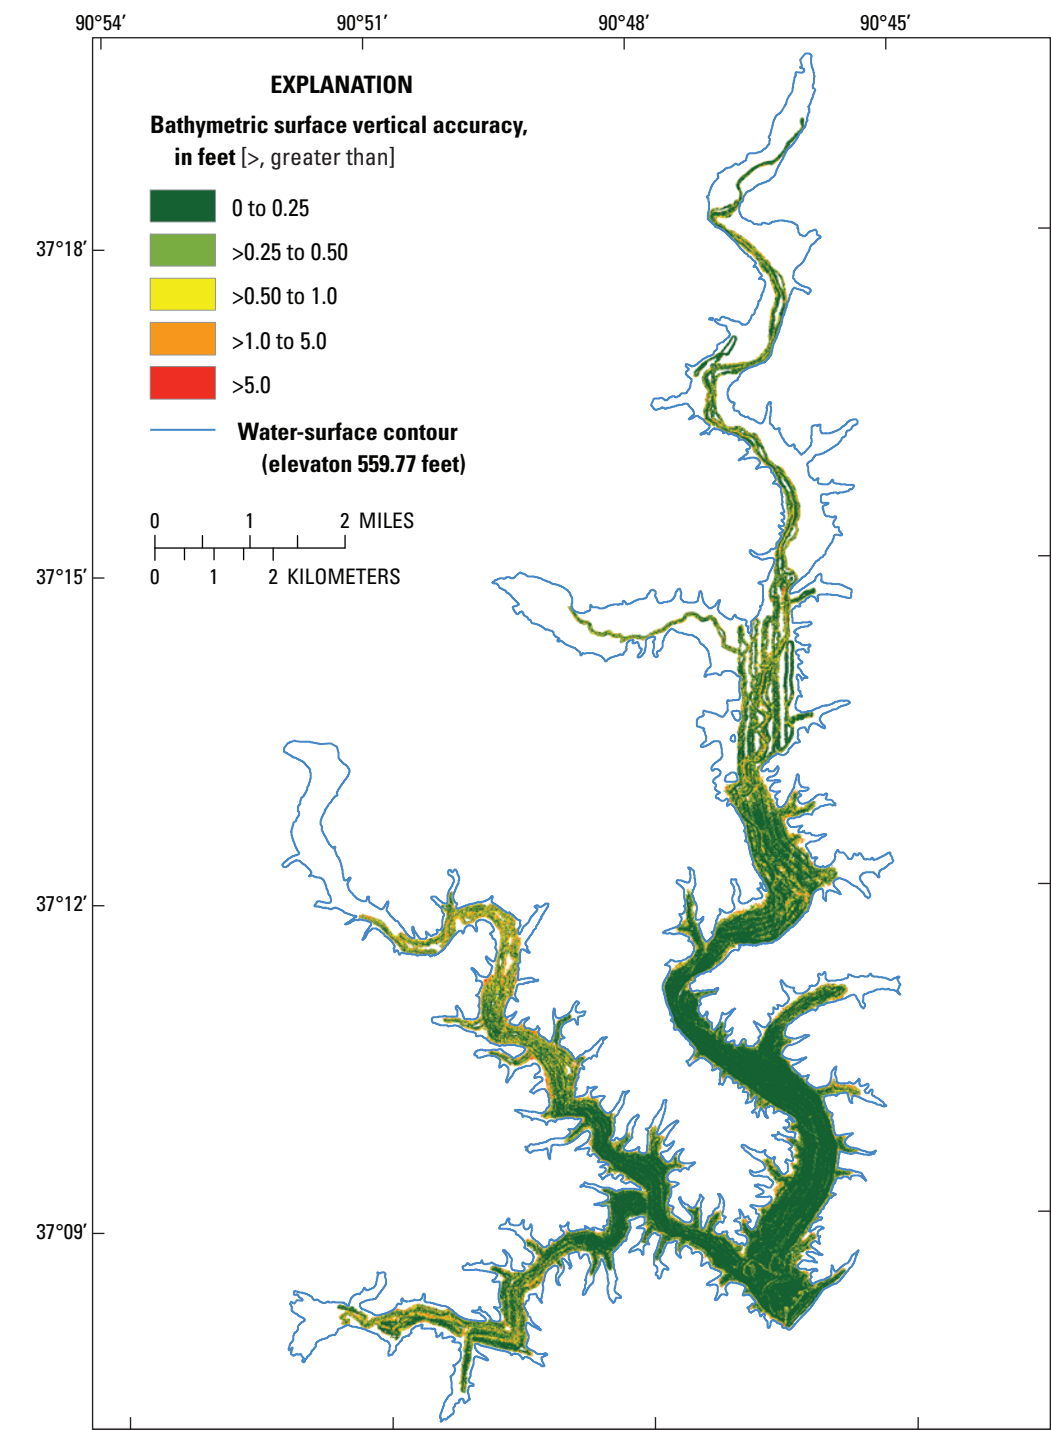 90°54′ 90°51′ 90°48′ 90°45′
EXPLANATION
Bathymetric surface vertical accuracy,
in feet [>, greater than]
0 to 0.25
>0.25 to 0.50
>0.50 to 1.0
>1.0 to 5.0
>5.0
Water-surface contour
(elevaton 559.77 feet)
0 1 2 MILES
0 1 2 KILOMETERS
37°18′
37°15′
37°12′
37°09′